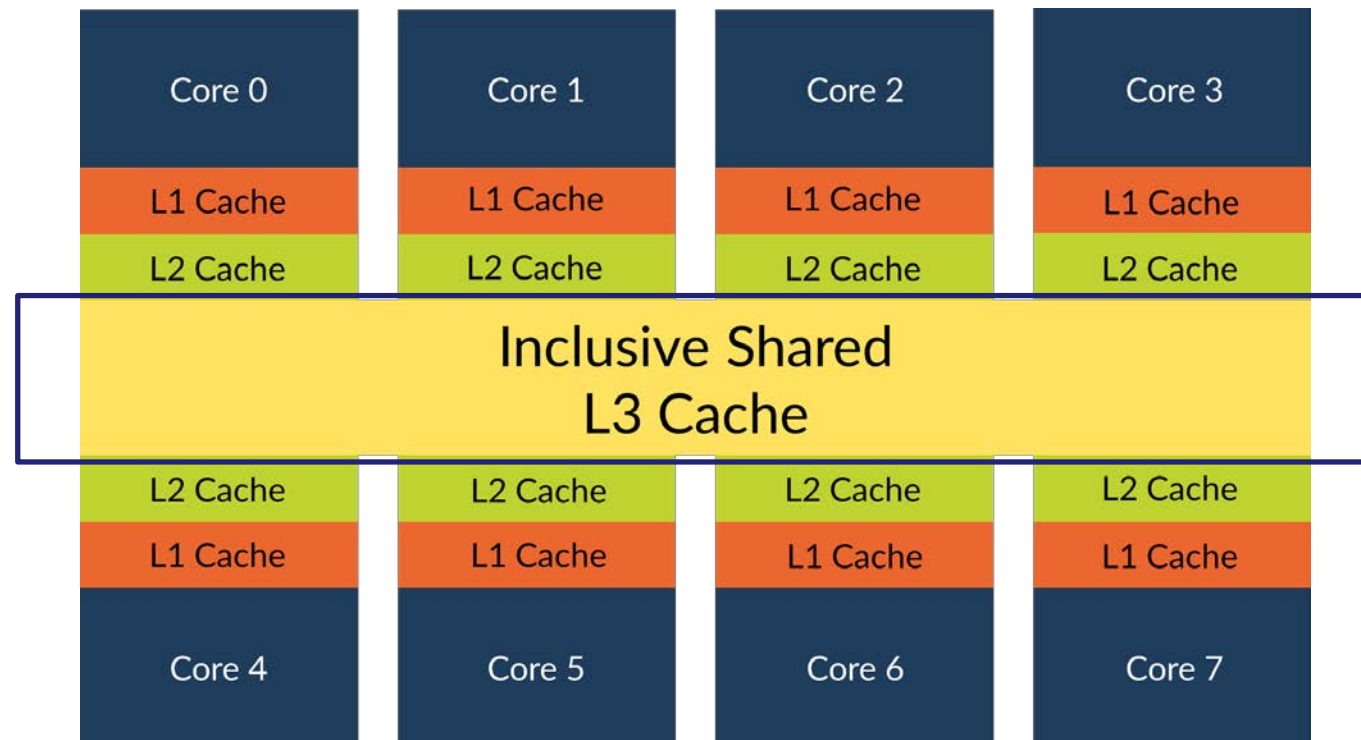 Core 0
Core 1
Core 2
Core 3
L1 Cache
L1 Cache
L1 Cache
L1 Cache
L2 Cache
L2 Cache
L2 Cache
L2 Cache
Inclusive Shared
L3 Cache
L2 Cache
L2 Cache
L2 Cache
L2 Cache
L1 Cache
L1 Cache
L1 Cache
L1 Cache
Core 4
Core 5
Core 6
Core 7